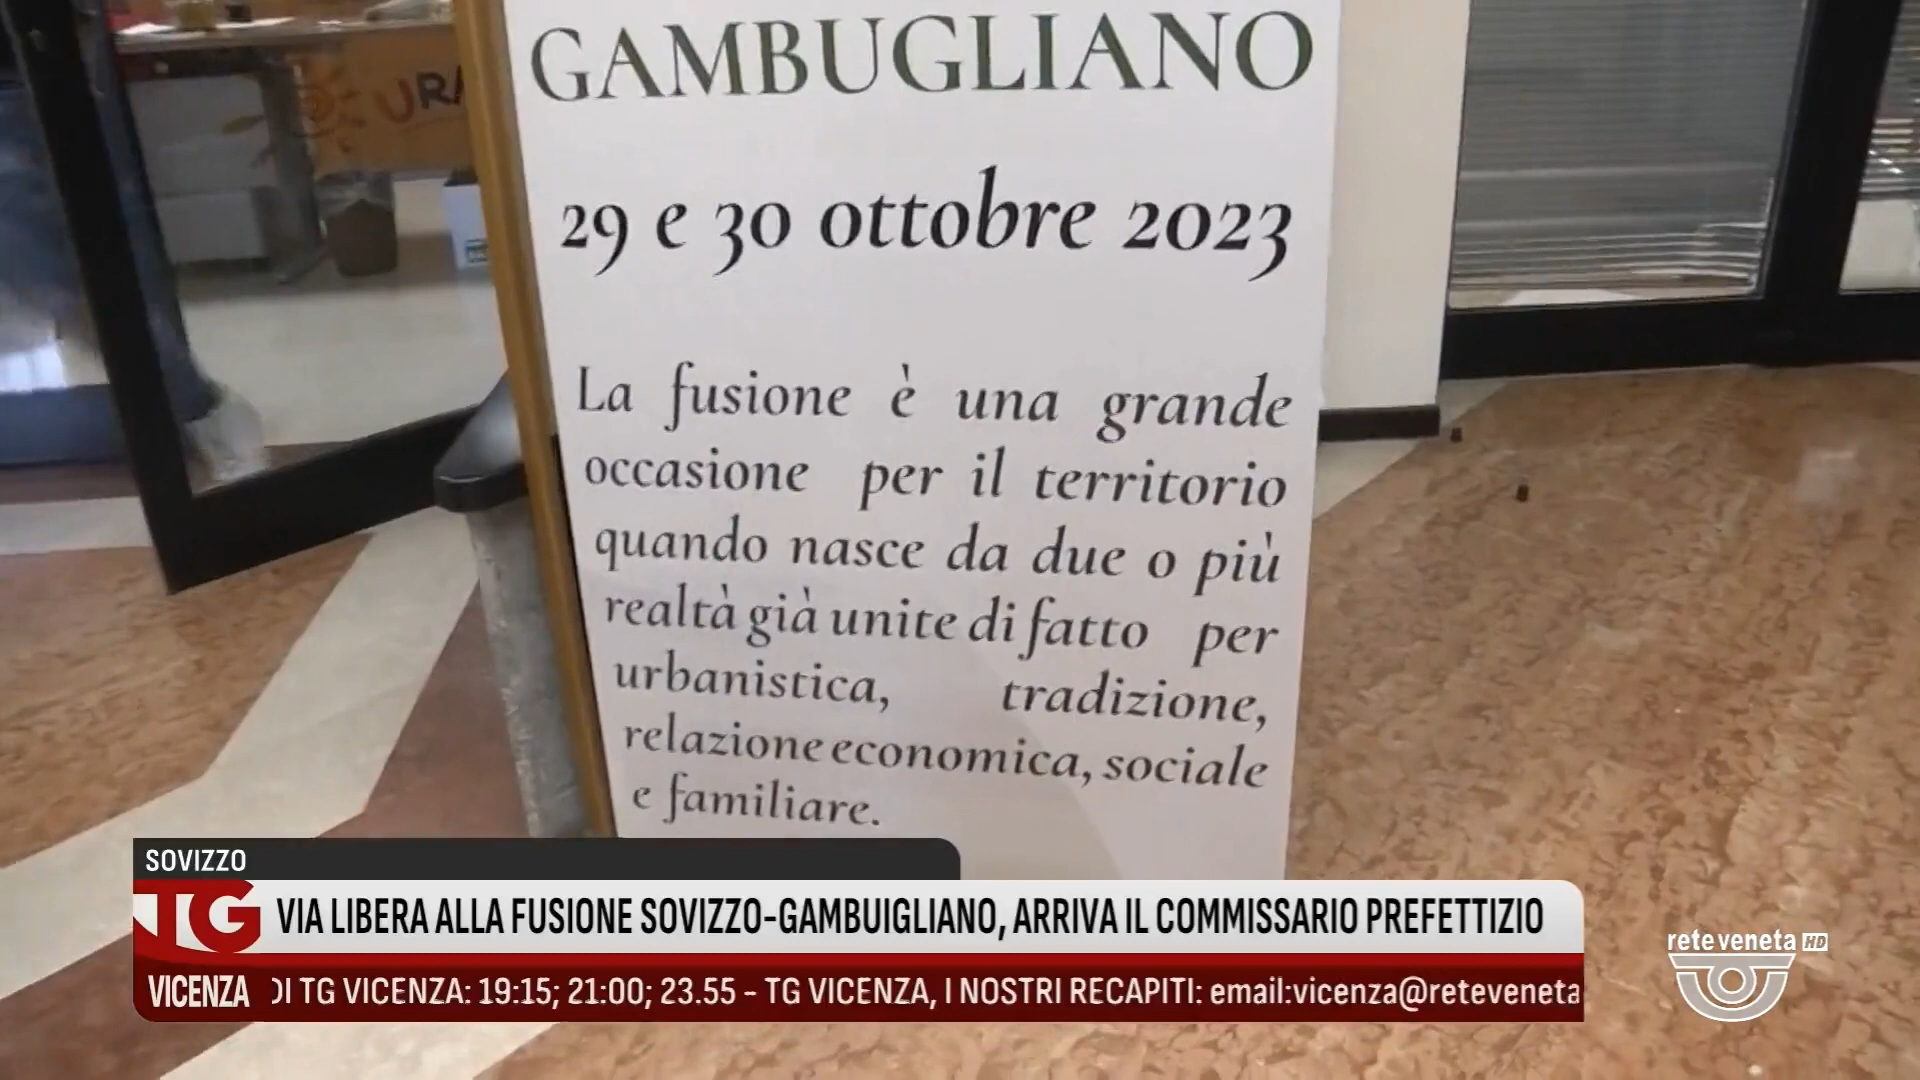 GAMBUGLIANO
29 e 30 ottobre 2023
La fusione è una grande
occasione per il territorio
quando nasce da due o più
realtà già unite di fatto per
urbanistica, tradizione,
relazione economica, sociale
e familiare.
SOVIZZO
TG VIA LIBERA ALLA FUSIONE SOVIZZO-GAMBUIGLIANO, ARRIVA IL COMMISSARIO PREFETTIZIO
VICENZA DI TG VICENZA: 19:15; 21:00; 23.55 - TG VICENZA, I NOSTRI RECAPITI: email:vicenza@reteveneta
reteveneta HD